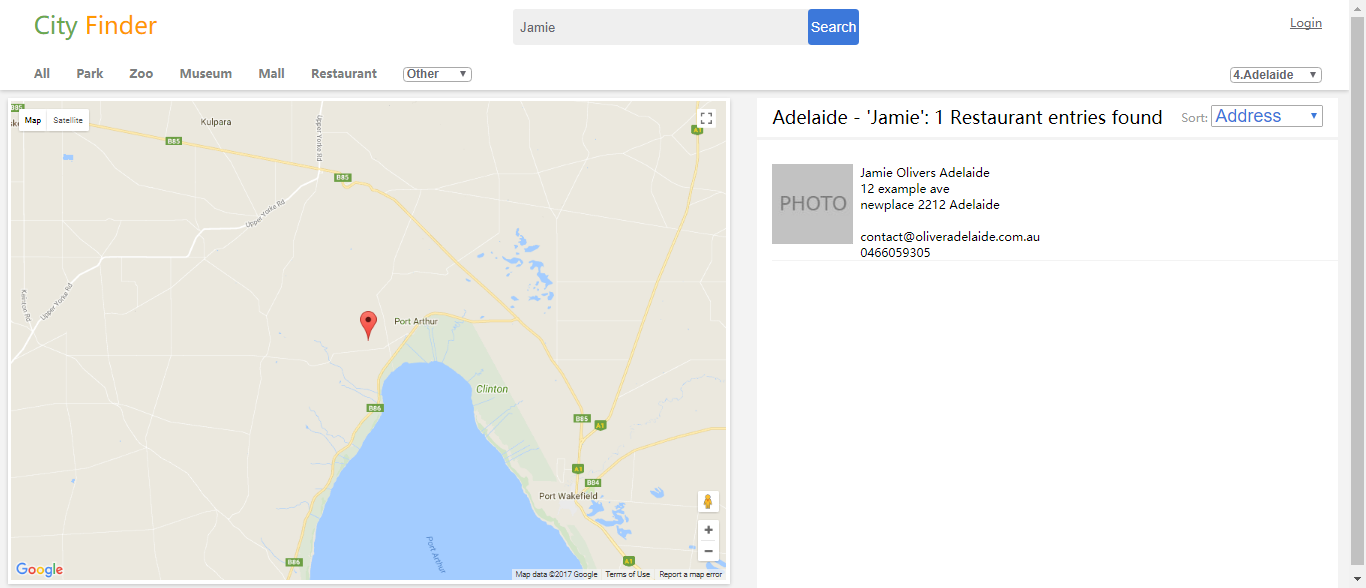 City Finder
Jamie
Search
Login
All Park Zoo Museum Mall Restaurant Other
4.Adelaide
B85
Map Satellite
Kulpara
A1
B85
Upper Yorke Rd
B85
Upper Yorke Rd
Upper Yorke Rd
Kainton Rd
Port Arthur
Clinton
B86
B85
A1
A1
B84
Port Wakefield
Port Arthur
B86
A1
+
−
Google
Map data ©2017 Google Terms of Use Report a map error
Adelaide - 'Jamie': 1 Restaurant entries found
Sort: Address
PHOTO
Jamie Olivers Adelaide
12 example ave
newplace 2212 Adelaide
contact@oliveradelaide.com.au
0466059305